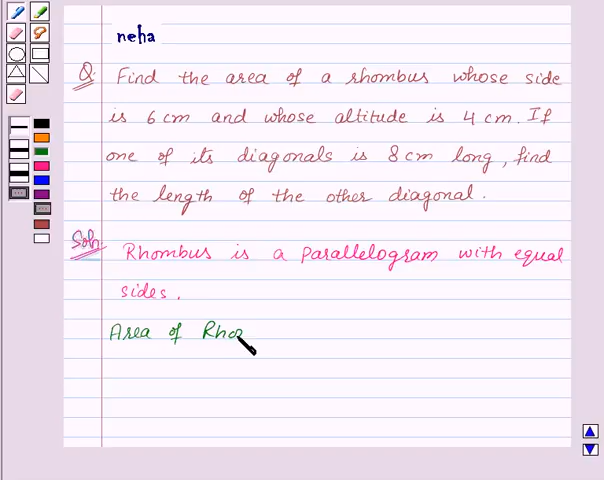 neha
Q. Find the area of a rhombus whose side
is 6 cm and whose altitude is 4 cm. If
one of its diagonals is 8 cm long, find
the length of the other diagonal.
Soln: Rhombus is a parallelogram with equal
sides.
Area of Rho